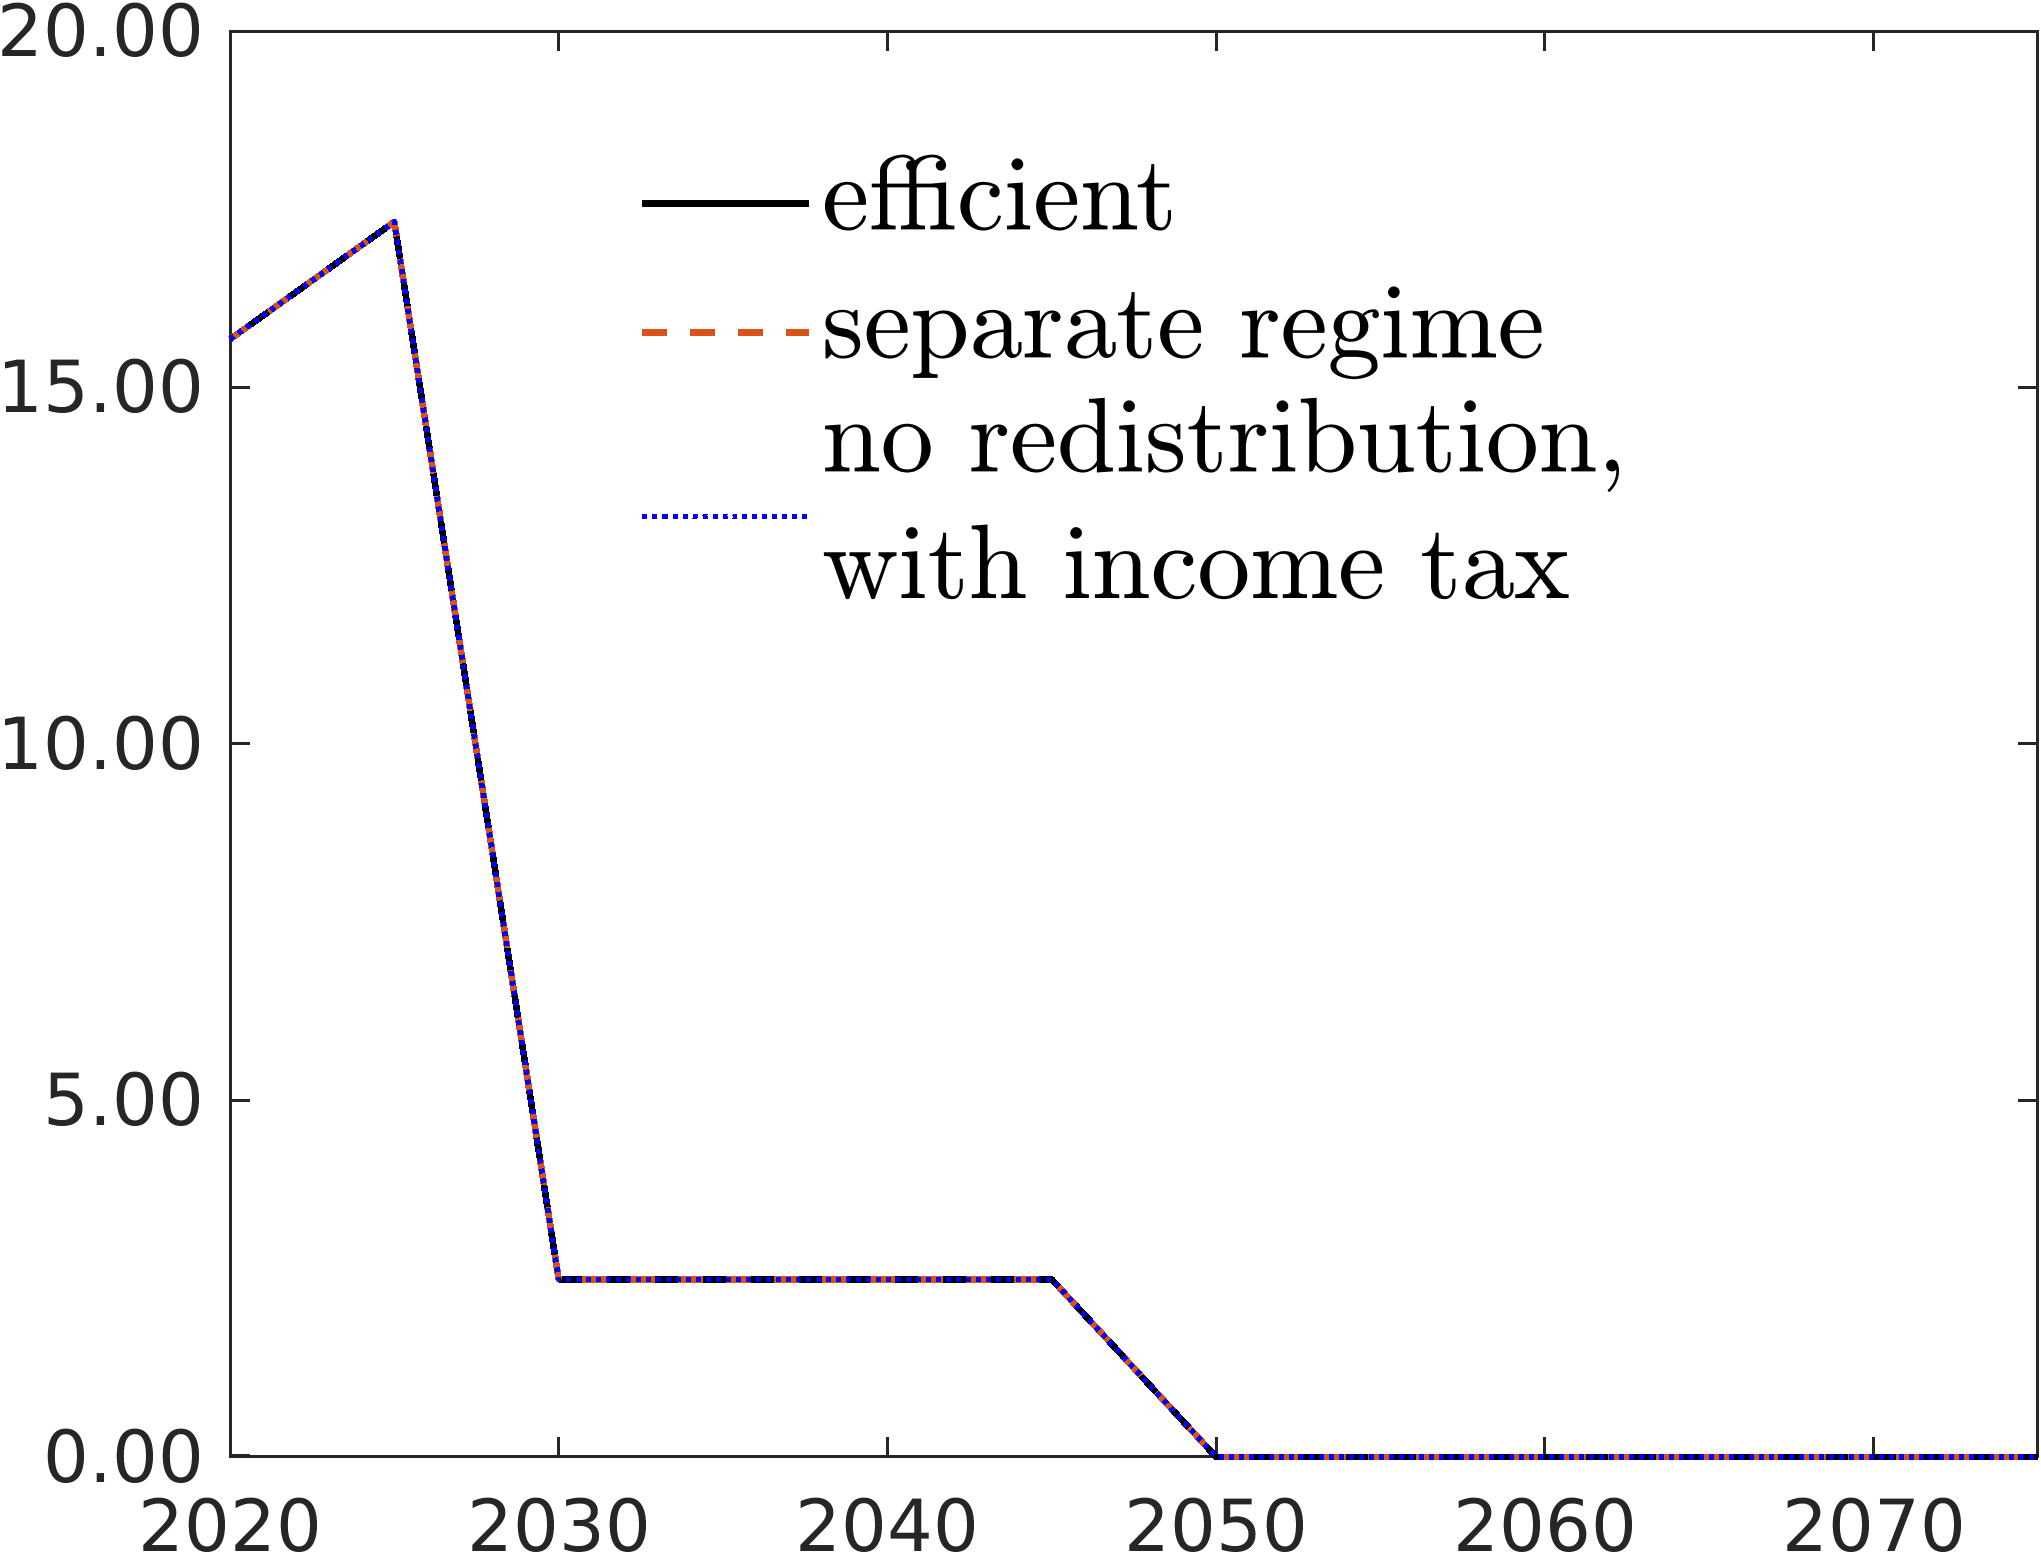 20.00
efficient
separate regime
15.00
no redistribution,
with income tax
10.00
5.00
0.00
2020 2030 2040 2050 2060 2070